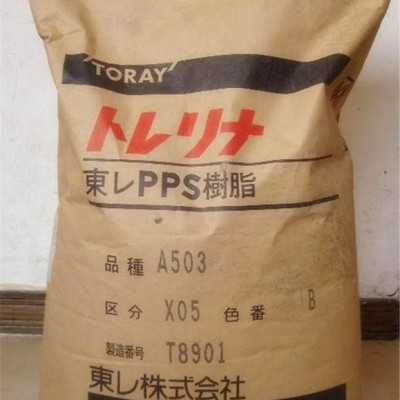 TORAY
トレリナ
東レPPS樹脂
品種 A503
区分 X05 色番 B
製造番号 T8901
東レ株式会社